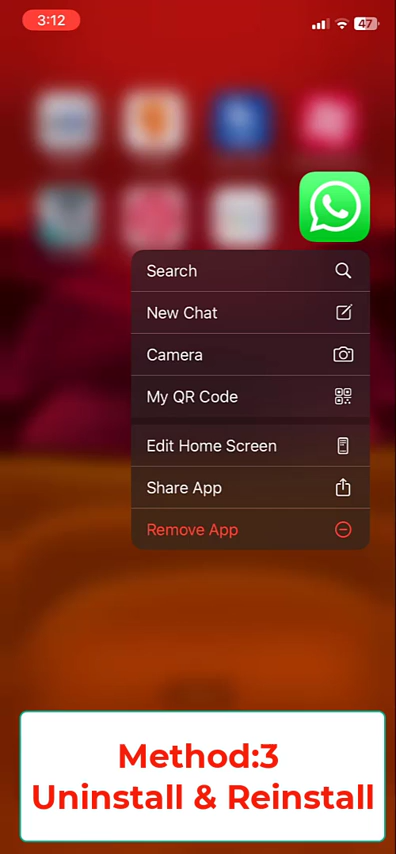 3:12
47
Search
New Chat
Camera
My QR Code
Edit Home Screen
Share App
Remove App
Method:3
Uninstall & Reinstall